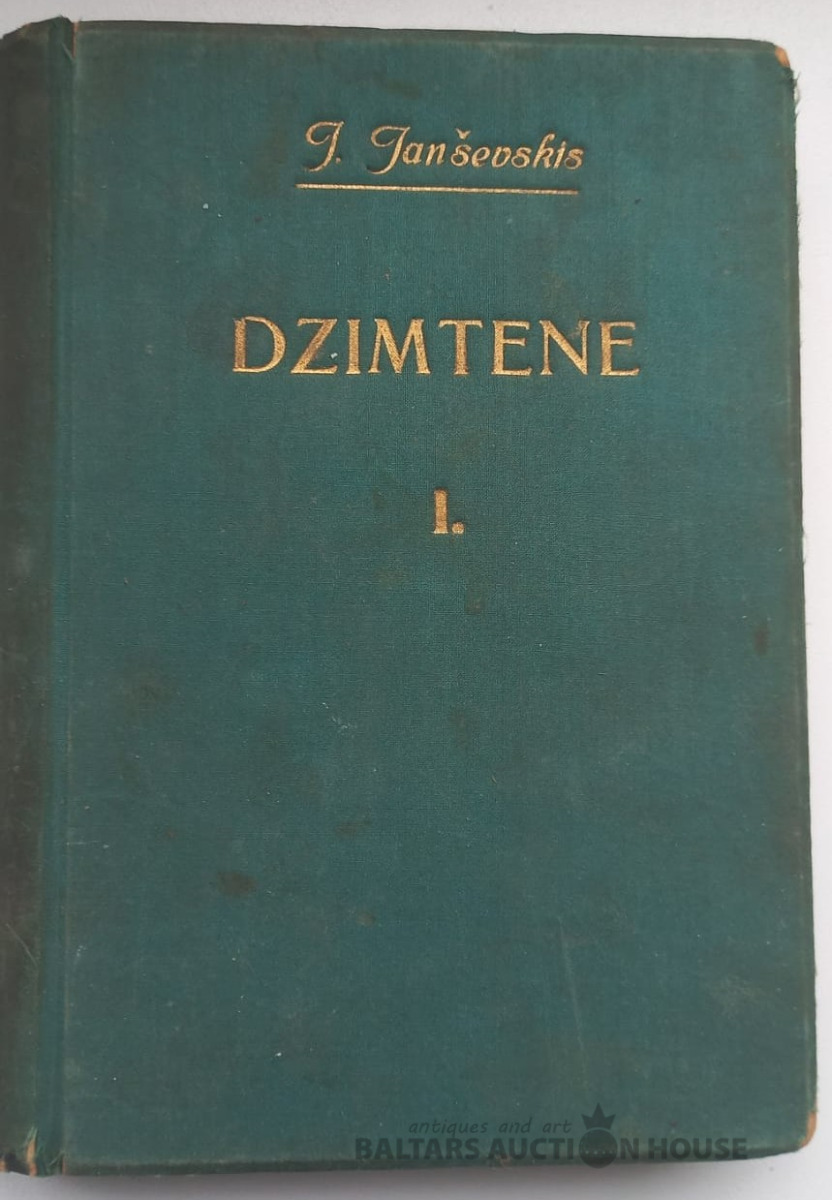 J. Janševskis
DZIMTENE
I.
antiques and art
BALTARS AUCTION HOUSE